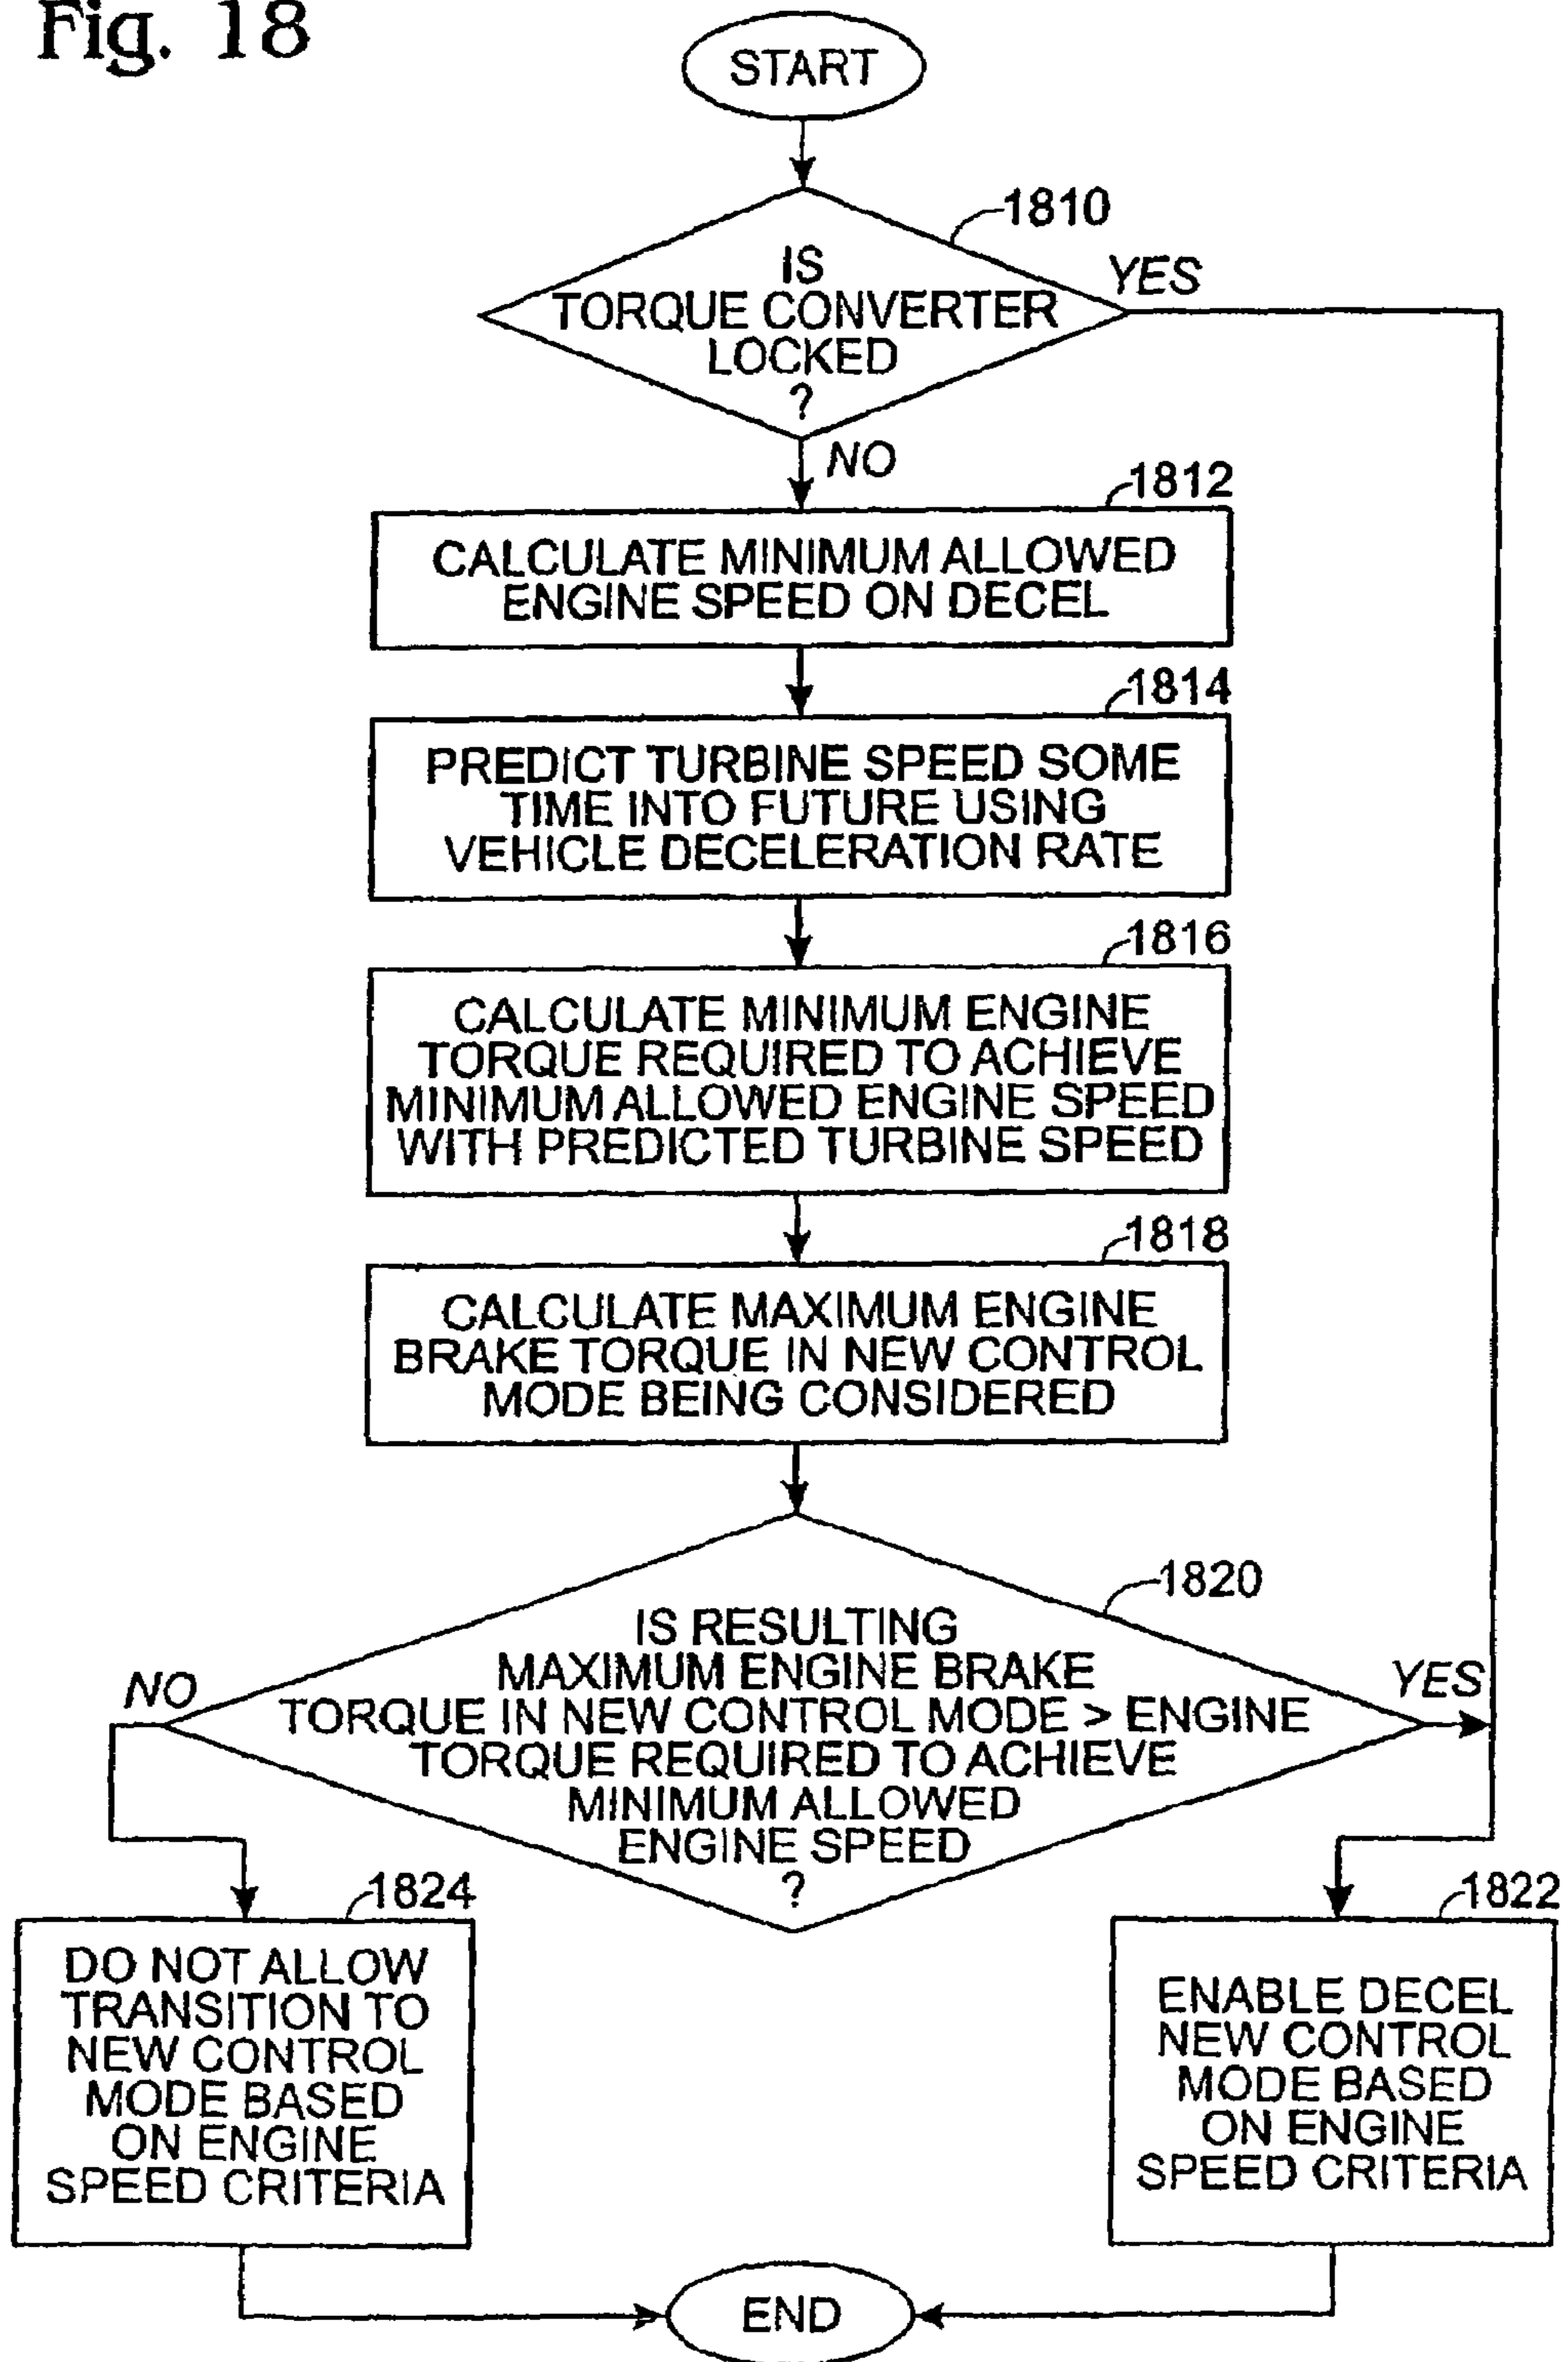 Fig. 18
START
1810
IS
TORQUE CONVERTER
LOCKED
?
YES
NO
1812
CALCULATE MINIMUM ALLOWED
ENGINE SPEED ON DECEL
1814
PREDICT TURBINE SPEED SOME
TIME INTO FUTURE USING
VEHICLE DECELERATION RATE
1816
CALCULATE MINIMUM ENGINE
TORQUE REQUIRED TO ACHIEVE
MINIMUM ALLOWED ENGINE SPEED
WITH PREDICTED TURBINE SPEED
1818
CALCULATE MAXIMUM ENGINE
BRAKE TORQUE IN NEW CONTROL
MODE BEING CONSIDERED
1820
IS RESULTING
MAXIMUM ENGINE BRAKE
TORQUE IN NEW CONTROL MODE > ENGINE
TORQUE REQUIRED TO ACHIEVE
MINIMUM ALLOWED
ENGINE SPEED
?
NO
YES
1824
DO NOT ALLOW
TRANSITION TO
NEW CONTROL
MODE BASED
ON ENGINE
SPEED CRITERIA
1822
ENABLE DECEL
NEW CONTROL
MODE BASED
ON ENGINE
SPEED CRITERIA
END